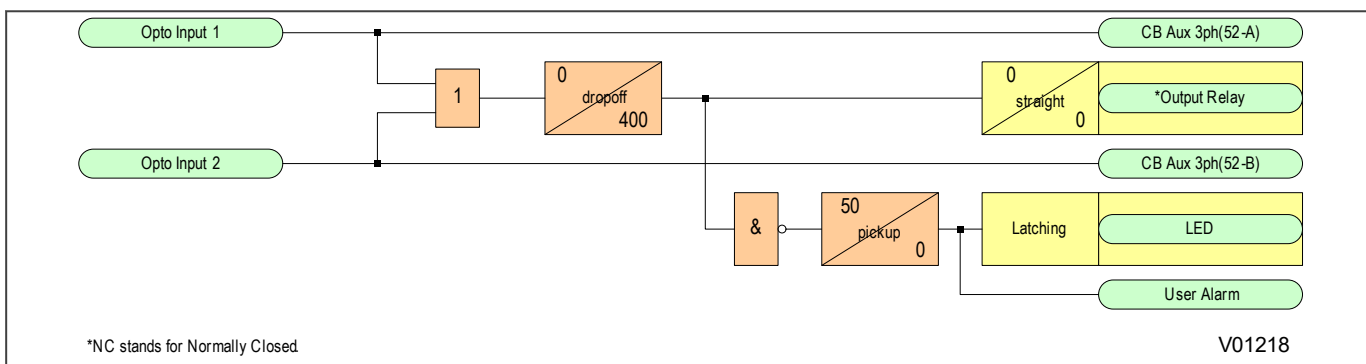 Opto Input 1
CB Aux 3ph(52-A)
1
0
dropoff
400
0
straight
0
*Output Relay
Opto Input 2
CB Aux 3ph(52-B)
&
50
pickup
0
Latching
LED
User Alarm
*NC stands for Normally Closed.
V01218